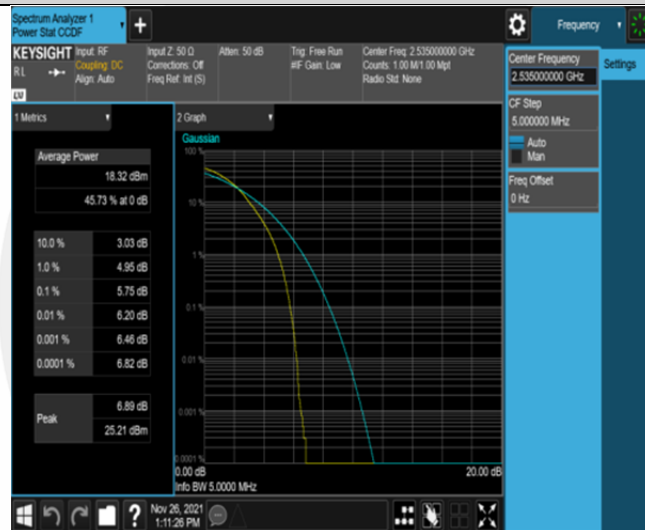 Spectrum Analyzer 1
Power Stat CCDF
+
Frequency
KEYSIGHT
RL
LXI
Input: RF
Coupling: DC
Align: Auto
Input Z: 50 Ω
Corrections: Off
Freq Ref: Int (S)
Atten: 50 dB
Trig: Free Run
#IF Gain: Low
Center Freq: 2.535000000 GHz
Counts: 1.00 M/1.00 Mpt
Radio Std: None
Center Frequency
2.535000000 GHz
Settings
CF Step
5.000000 MHz
Auto
Man
Freq Offset
0 Hz
1 Metrics
Average Power
18.32 dBm
45.73 % at 0 dB
10.0 % 3.03 dB
1.0 % 4.95 dB
0.1 % 5.75 dB
0.01 % 6.20 dB
0.001 % 6.46 dB
0.0001 % 6.82 dB
Peak
6.89 dB
25.21 dBm
2 Graph
Gaussian
100 %
10 %
1 %
0.1 %
0.01 %
0.001 %
0.0001 %
0.00 dB
20.00 dB
Info BW 5.0000 MHz
?
Nov 26, 2021
1:11:26 PM